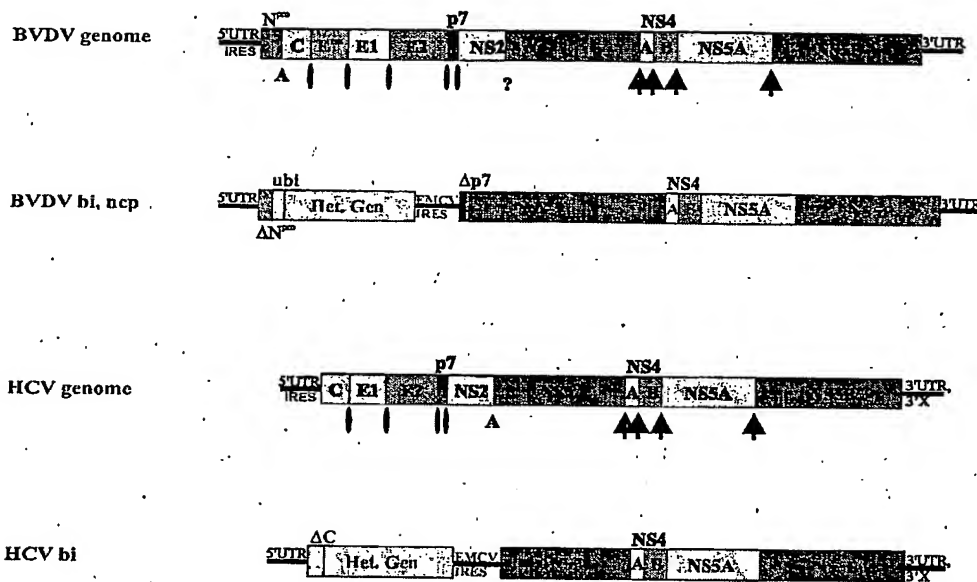 N^pro p7 NS4
BVDV genome 5'UTR IRES C E1 NS2 A B NS5A 3'UTR
A ?
ubi Δp7 NS4
BVDV bi, ncp 5'UTR Het. Gen EMCV IRES A B NS5A 3'UTR
ΔN^pro
p7 NS4
HCV genome 5'UTR IRES C E1 E2 NS2 A B NS5A 3'UTR, 3'X
A
ΔC NS4
HCV bi 5'UTR Het. Gen EMCV IRES A B NS5A 3'UTR, 3'X